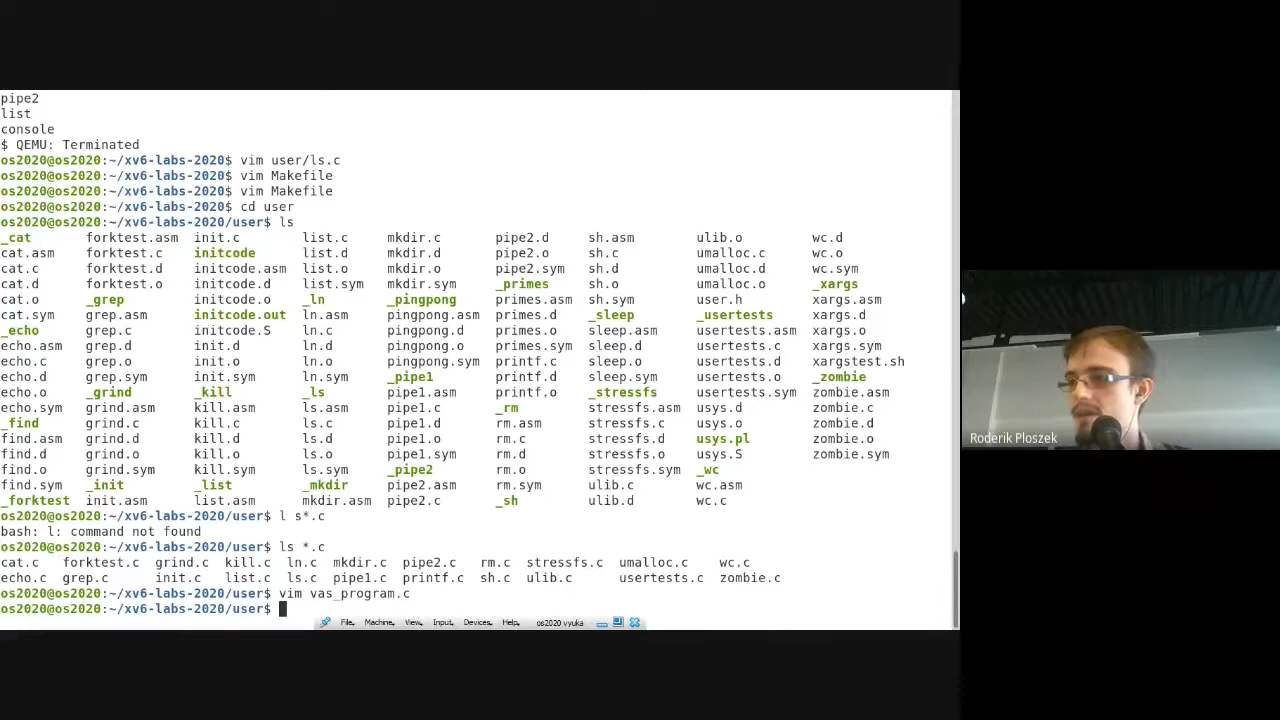 pipe2
list
console
$ QEMU: Terminated
os2020@os2020:~/xv6-labs-2020$ vim user/ls.c
os2020@os2020:~/xv6-labs-2020$ vim Makefile
os2020@os2020:~/xv6-labs-2020$ vim Makefile
os2020@os2020:~/xv6-labs-2020$ cd user
os2020@os2020:~/xv6-labs-2020/user$ ls
_cat forktest.asm init.c list.c mkdir.c pipe2.d sh.asm ulib.o wc.d
cat.asm forktest.c initcode list.d mkdir.d pipe2.o sh.c umalloc.c wc.o
cat.c forktest.d initcode.asm list.o mkdir.o pipe2.sym sh.d umalloc.d wc.sym
cat.d forktest.o initcode.d list.sym mkdir.sym _primes sh.o umalloc.o _xargs
cat.o _grep initcode.o _ln _pingpong primes.asm sh.sym user.h xargs.asm
cat.sym grep.asm initcode.out ln.asm pingpong.asm primes.d _sleep _usertests xargs.d
_echo grep.c initcode.S ln.c pingpong.d primes.o sleep.asm usertests.asm xargs.o
echo.asm grep.d init.d ln.d pingpong.o primes.sym sleep.d usertests.c xargs.sym
echo.c grep.o init.o ln.o pingpong.sym printf.c sleep.o usertests.d xargstest.sh
echo.d grep.sym init.sym ln.sym _pipe1 printf.d sleep.sym usertests.o _zombie
echo.o _grind _kill _ls pipe1.asm printf.o _stressfs usertests.sym zombie.asm
echo.sym grind.asm kill.asm ls.asm pipe1.c _rm stressfs.asm usys.d zombie.c
_find grind.c kill.c ls.c pipe1.d rm.asm stressfs.c usys.o zombie.d
find.asm grind.d kill.d ls.d pipe1.o rm.c stressfs.d usys.pl zombie.o
find.d grind.o kill.o ls.o pipe1.sym rm.d stressfs.o usys.S zombie.sym
find.o grind.sym kill.sym ls.sym _pipe2 rm.o stressfs.sym _wc
find.sym _init _list _mkdir pipe2.asm rm.sym ulib.c wc.asm
_forktest init.asm list.asm mkdir.asm pipe2.c _sh ulib.d wc.c
os2020@os2020:~/xv6-labs-2020/user$ l s*.c
bash: l: command not found
os2020@os2020:~/xv6-labs-2020/user$ ls *.c
cat.c forktest.c grind.c kill.c ln.c mkdir.c pipe2.c rm.c stressfs.c umalloc.c wc.c
echo.c grep.c init.c list.c ls.c pipe1.c printf.c sh.c ulib.c usertests.c zombie.c
os2020@os2020:~/xv6-labs-2020/user$ vim vas_program.c
os2020@os2020:~/xv6-labs-2020/user$
File Machine View Input Devices Help os2020 vyuka
Roderik Ploszek